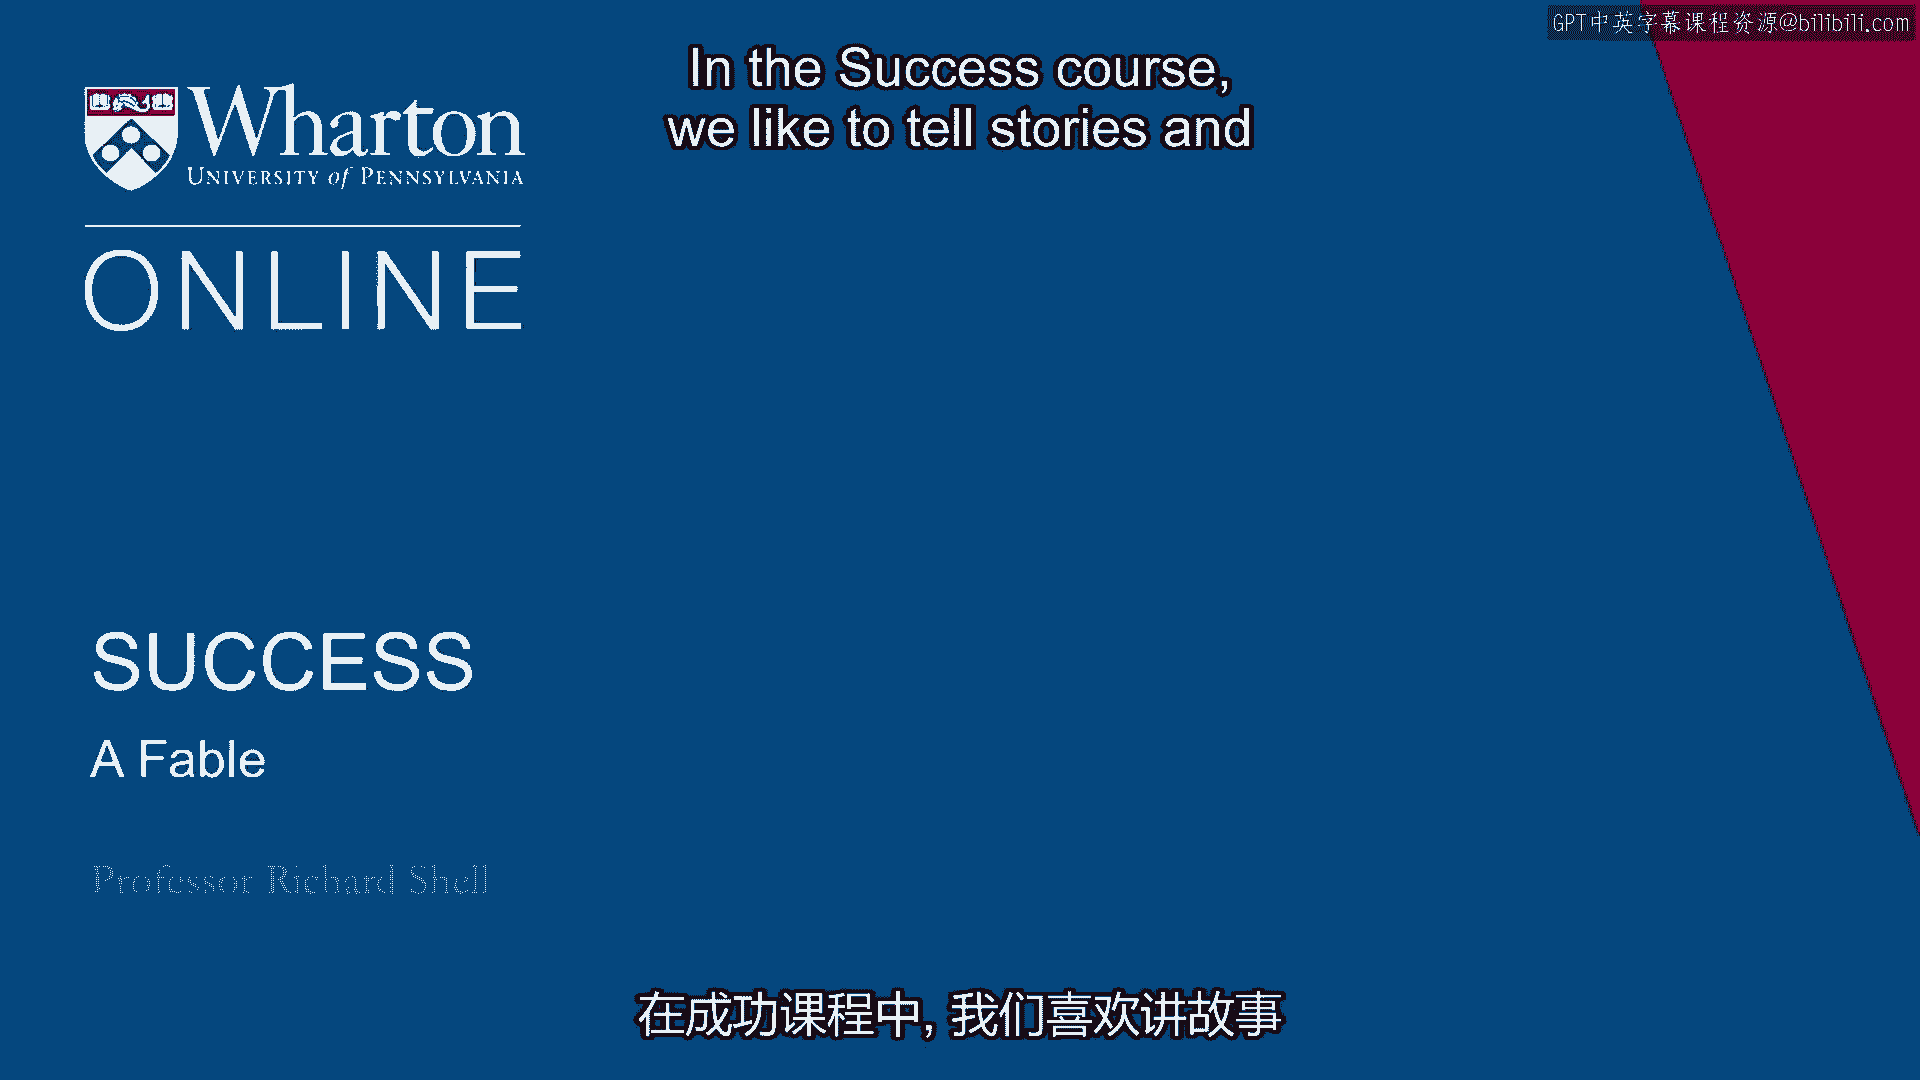 GPT中英字幕课程资源@bilibili.com
In the Success course,
we like to tell stories and
Wharton
UNIVERSITY of PENNSYLVANIA
ONLINE
SUCCESS
A Fable
Professor Richard Shell
在成功课程中, 我们喜欢讲故事